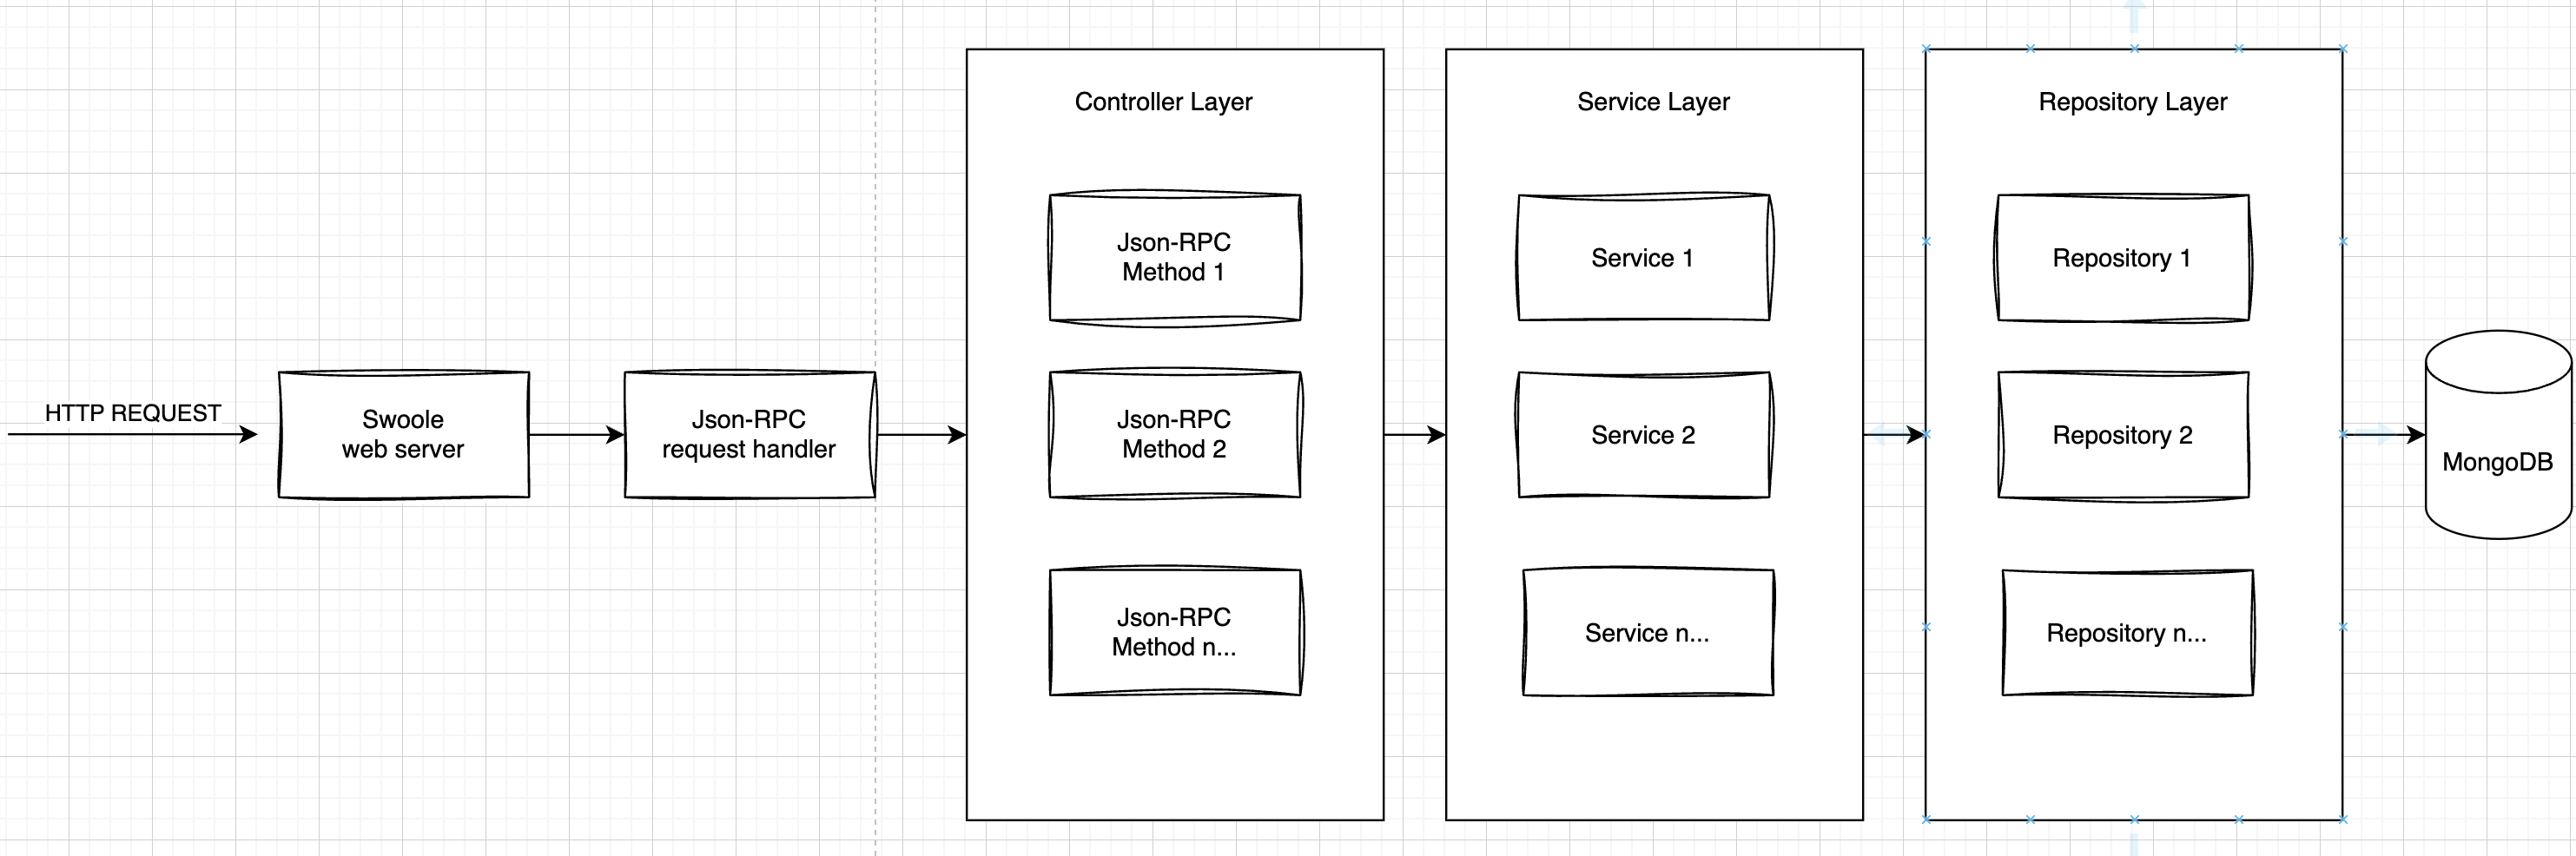 HTTP REQUEST
Swoole
web server
Json-RPC
request handler
Controller Layer
Json-RPC
Method 1
Json-RPC
Method 2
Json-RPC
Method n...
Service Layer
Service 1
Service 2
Service n...
Repository Layer
Repository 1
Repository 2
Repository n...
MongoDB